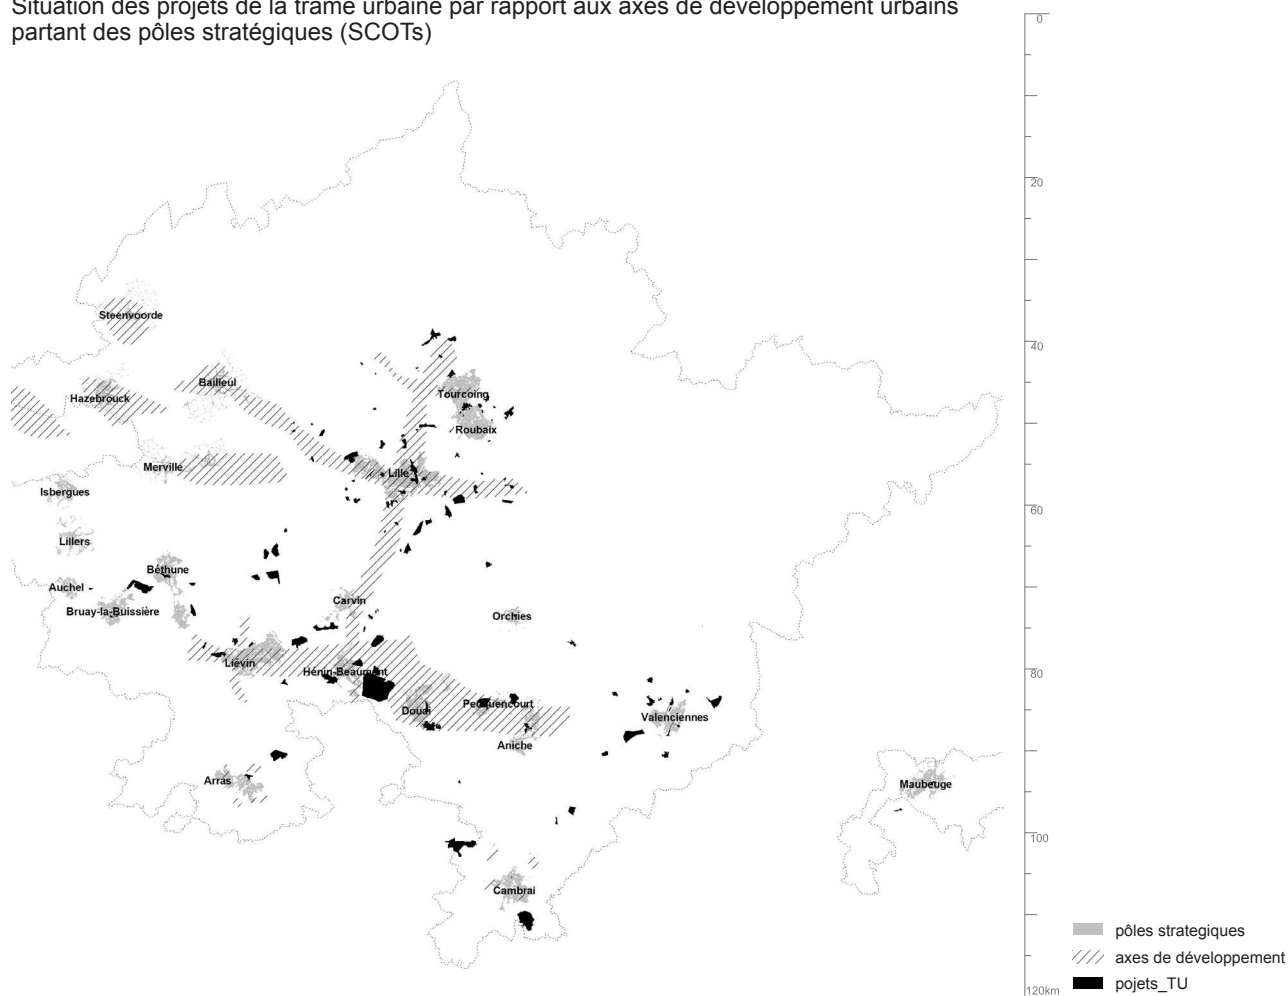 Situation des projets de la trame urbaine par rapport aux axes de développement urbains
partant des pôles stratégiques (SCOTs)
0
20
Steenvoorde
40
Bailleul
Tourcoing
Hazebrouck
Roubaix
Merville
Lille
Isbergues
60
Lillers
Béthune
Auchel
Carvin
Bruay-la-Buissière
Orchies
Liévin
Hénin-Beaumont
80
Pecquencourt
Douai
Valenciennes
Aniche
Arras
Maubeuge
100
Cambrai
pôles strategiques
axes de développement
pojets_TU
120km